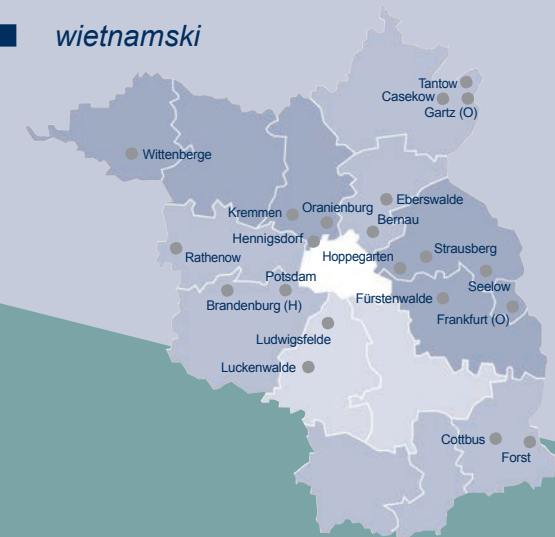 wietnamski
Tantow
Casekow
Gartz (O)
Wittenberge
Eberswalde
Kremmen
Oranienburg
Bernau
Hennigsdorf
Strausberg
Rathenow
Hoppegarten
Potsdam
Seelow
Brandenburg (H)
Fürstenwalde
Frankfurt (O)
Ludwigsfelde
Luckenwalde
Cottbus
Forst